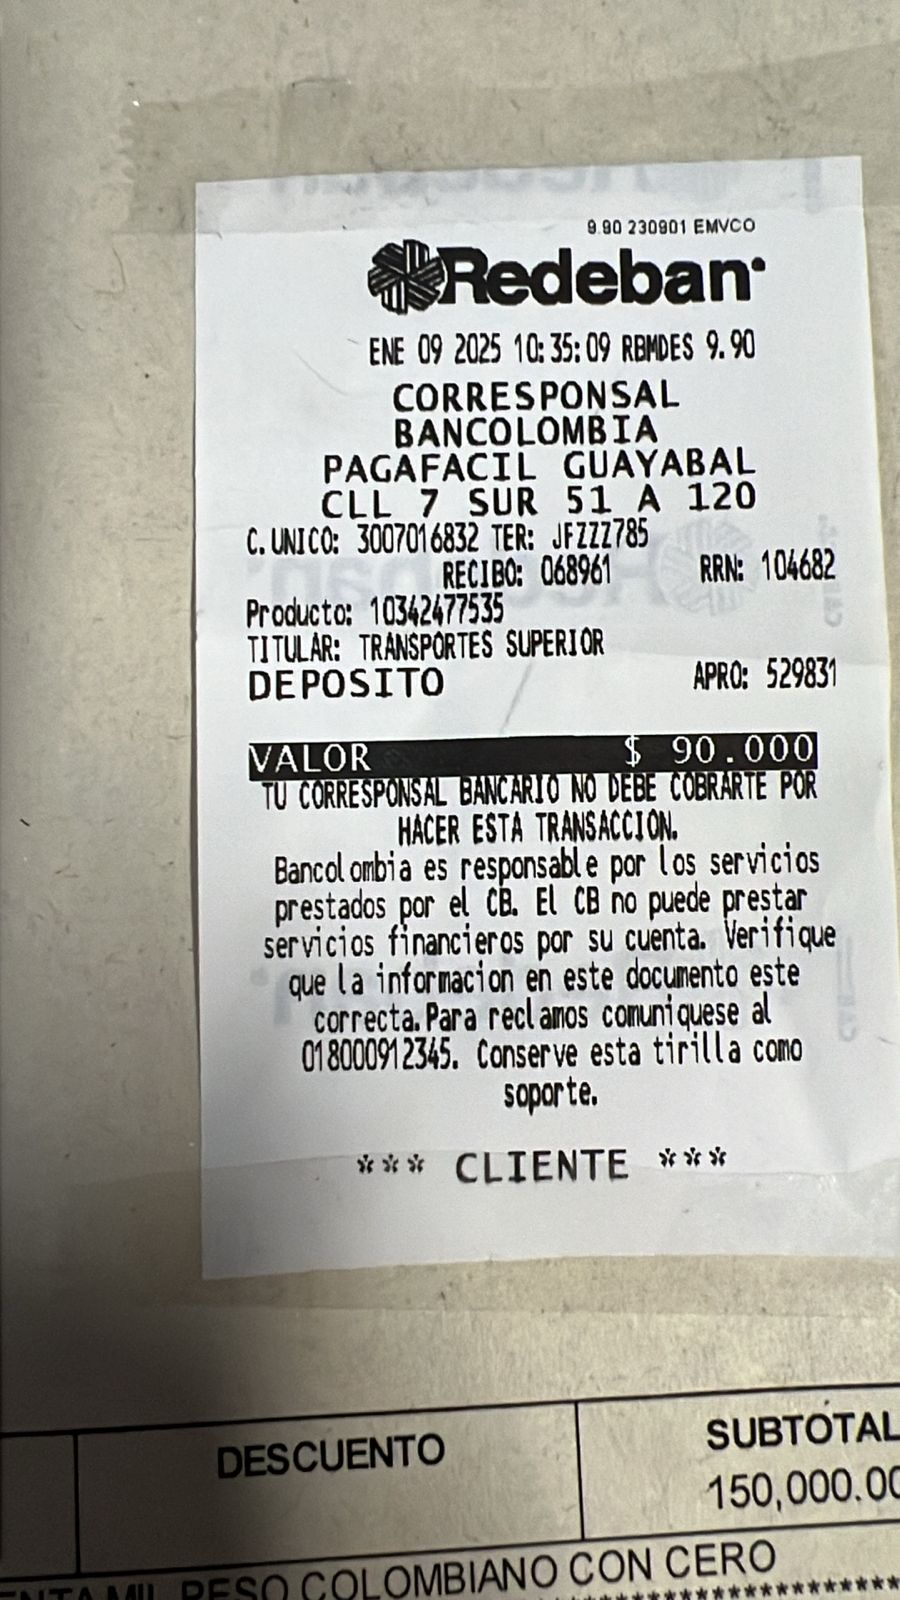 9.90 230901 EMVCO
Redeban
ENE 09 2025 10:35:09 RBMDES 9.90
CORRESPONSAL
BANCOLOMBIA
PAGAFACIL GUAYABAL
CLL 7 SUR 51 A 120
C.UNICO: 3007016832 TER: JFZZZ785
RECIBO: 068961 RRN: 104682
Producto: 10342477535
TITULAR: TRANSPORTES SUPERIOR
DEPOSITO APRO: 529831
VALOR $ 90.000
TU CORRESPONSAL BANCARIO NO DEBE COBRARTE POR
HACER ESTA TRANSACCION.
Bancolombia es responsable por los servicios
prestados por el CB. El CB no puede prestar
servicios financieros por su cuenta. Verifique
que la informacion en este documento este
correcta.Para reclamos comuniquese al
018000912345. Conserve esta tirilla como
soporte.
*** CLIENTE ***
DESCUENTO SUBTOTAL
150,000.00
MIL PESO COLOMBIANO CON CERO